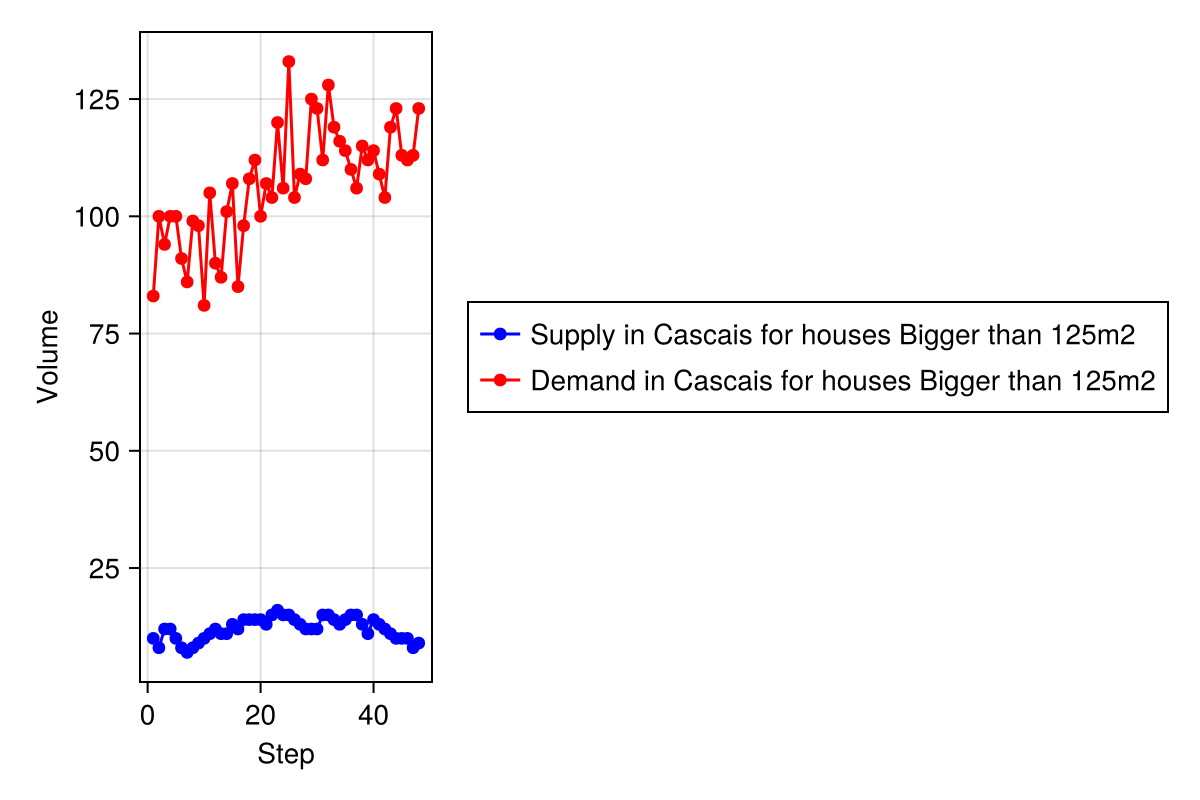 125
100
75
50
25
Volume
0 20 40
Step
Supply in Cascais for houses Bigger than 125m2
Demand in Cascais for houses Bigger than 125m2